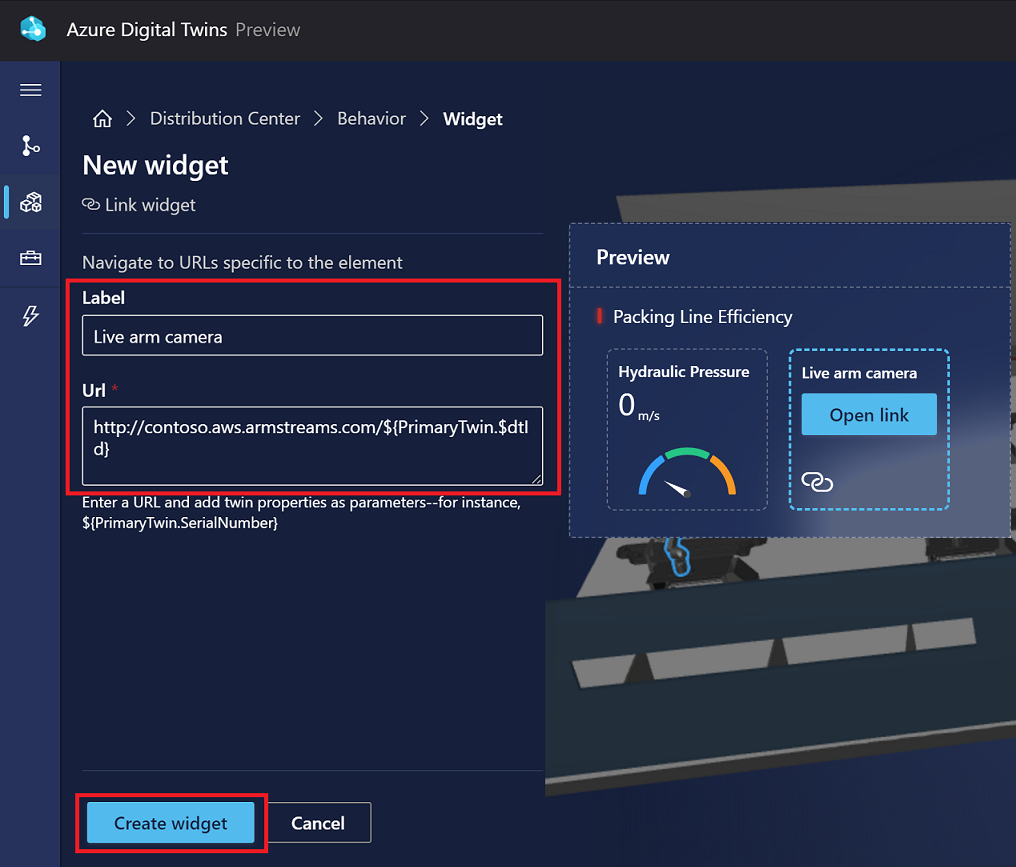 Azure Digital Twins Preview
Distribution Center > Behavior > Widget
New widget
Link widget
Navigate to URLs specific to the element
Label
Live arm camera
Url *
http://contoso.aws.armstreams.com/${PrimaryTwin.$dtI
d}
Enter a URL and add twin properties as parameters--for instance,
${PrimaryTwin.SerialNumber}
Preview
Packing Line Efficiency
Hydraulic Pressure
0 m/s
Live arm camera
Open link
Create widget
Cancel